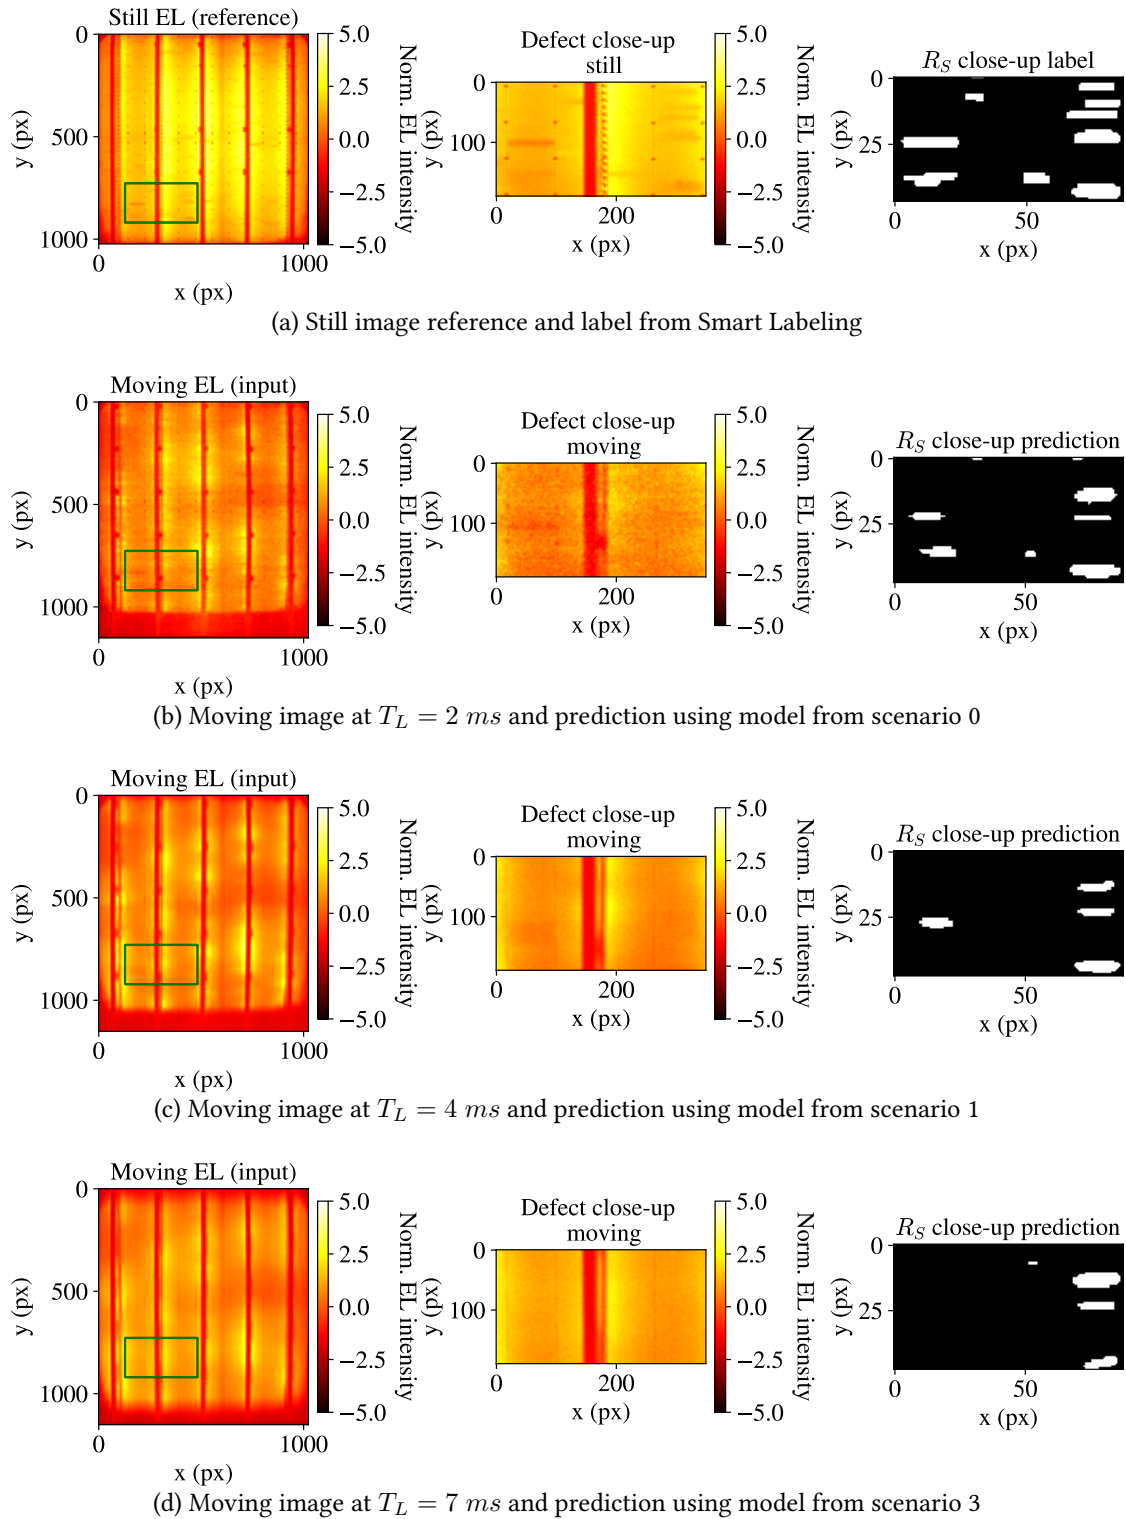 Still EL (reference)
0
500
1000
y (px)
0
1000
x (px)
5.0
2.5
0.0
−2.5
−5.0
Norm. EL intensity
Defect close-up
still
0
100
y (px)
0
200
x (px)
5.0
2.5
0.0
−2.5
−5.0
Norm. EL intensity
R_S close-up label
0
25
y (px)
0
50
x (px)
(a) Still image reference and label from Smart Labeling
Moving EL (input)
0
500
1000
y (px)
0
1000
x (px)
5.0
2.5
0.0
−2.5
−5.0
Norm. EL intensity
Defect close-up
moving
0
100
y (px)
0
200
x (px)
5.0
2.5
0.0
−2.5
−5.0
Norm. EL intensity
R_S close-up prediction
0
25
y (px)
0
50
x (px)
(b) Moving image at T_L = 2 ms and prediction using model from scenario 0
Moving EL (input)
0
500
1000
y (px)
0
1000
x (px)
5.0
2.5
0.0
−2.5
−5.0
Norm. EL intensity
Defect close-up
moving
0
100
y (px)
0
200
x (px)
5.0
2.5
0.0
−2.5
−5.0
Norm. EL intensity
R_S close-up prediction
0
25
y (px)
0
50
x (px)
(c) Moving image at T_L = 4 ms and prediction using model from scenario 1
Moving EL (input)
0
500
1000
y (px)
0
1000
x (px)
5.0
2.5
0.0
−2.5
−5.0
Norm. EL intensity
Defect close-up
moving
0
100
y (px)
0
200
x (px)
5.0
2.5
0.0
−2.5
−5.0
Norm. EL intensity
R_S close-up prediction
0
25
y (px)
0
50
x (px)
(d) Moving image at T_L = 7 ms and prediction using model from scenario 3